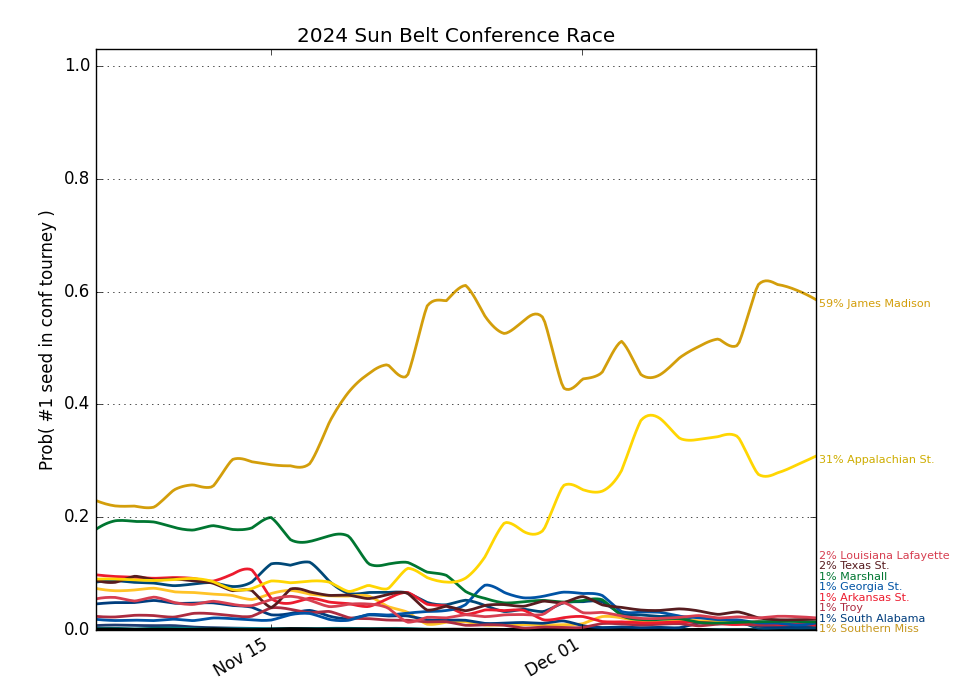 2024 Sun Belt Conference Race
Prob( #1 seed in conf tourney )
1.0
0.8
0.6
0.4
0.2
0.0
Nov 15
Dec 01
59% James Madison
31% Appalachian St.
2% Louisiana Lafayette
2% Texas St.
1% Marshall
1% Georgia St.
1% Arkansas St.
1% Troy
1% South Alabama
1% Southern Miss